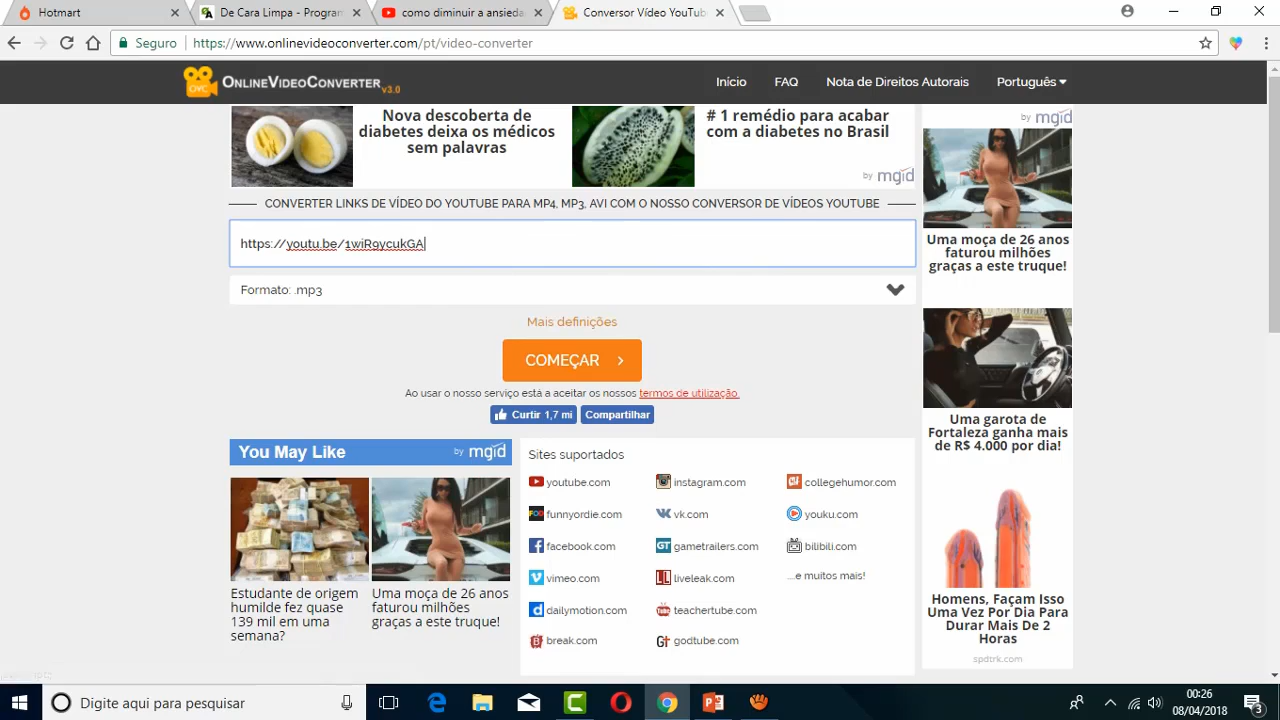 Hotmart
De Cara Limpa - Program
como diminuir a ansieda
Conversor Vídeo YouTub
Seguro
https://www.onlinevideoconverter.com/pt/video-converter
OVC
ONLINEVIDEOCONVERTER v3.0
Início
FAQ
Nota de Direitos Autorais
Português
Nova descoberta de
diabetes deixa os médicos
sem palavras
# 1 remédio para acabar
com a diabetes no Brasil
by mgid
by mgid
Uma moça de 26 anos
faturou milhões
graças a este truque!
CONVERTER LINKS DE VÍDEO DO YOUTUBE PARA MP4, MP3, AVI COM O NOSSO CONVERSOR DE VÍDEOS YOUTUBE
https://youtu.be/1wiR9ycukGA
Formato: .mp3
Mais definições
COMEÇAR
Ao usar o nosso serviço está a aceitar os nossos termos de utilização.
Curtir 1,7 mi
Compartilhar
Uma garota de
Fortaleza ganha mais
de R$ 4.000 por dia!
You May Like
by mgid
Estudante de origem
humilde fez quase
139 mil em uma
semana?
Uma moça de 26 anos
faturou milhões
graças a este truque!
Sites suportados
youtube.com
instagram.com
collegehumor.com
funnyordie.com
vk.com
youku.com
facebook.com
gametrailers.com
bilibili.com
vimeo.com
liveleak.com
....e muitos mais!
dailymotion.com
teachertube.com
break.com
godtube.com
Homens, Façam Isso
Uma Vez Por Dia Para
Durar Mais De 2
Horas
spdtrk.com
Digite aqui para pesquisar
00:26
08/04/2018
3